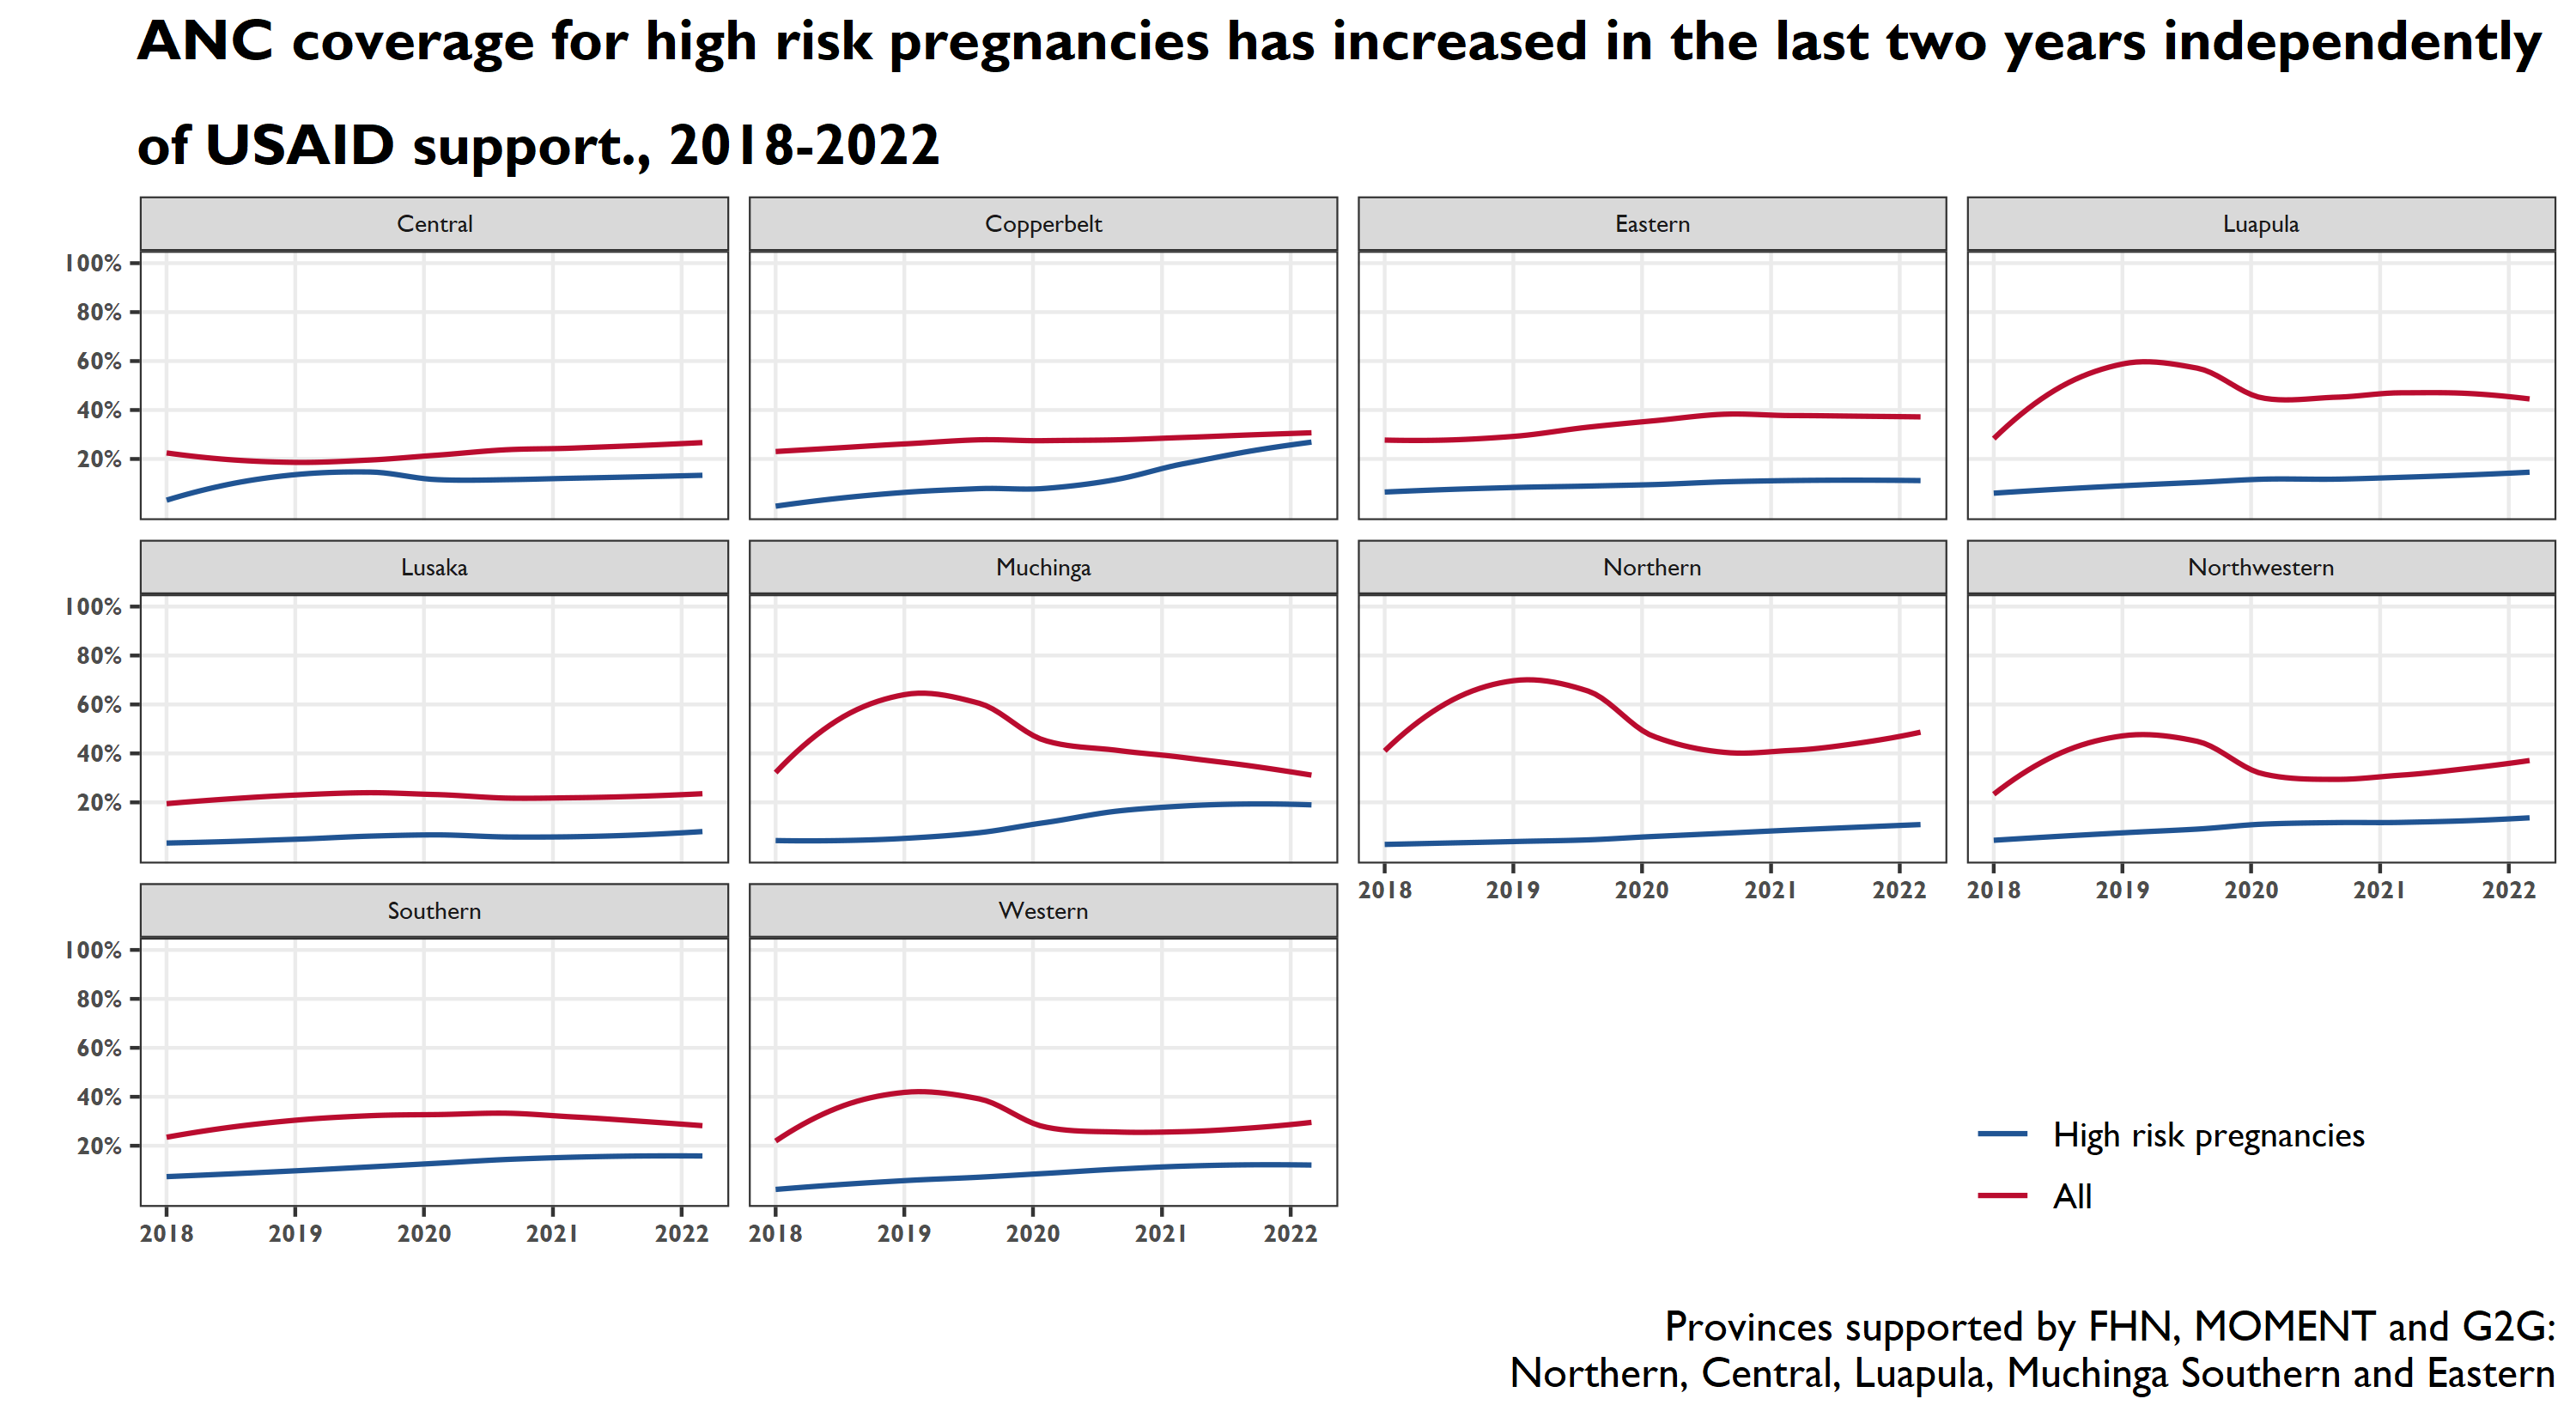 ANC coverage for high risk pregnancies has increased in the last two years independently
of USAID support., 2018-2022
Central
Copperbelt
Eastern
Luapula
100%
80%
60%
40%
20%
Lusaka
Muchinga
Northern
Northwestern
100%
80%
60%
40%
20%
2018 2019 2020 2021 2022
2018 2019 2020 2021 2022
Southern
Western
100%
80%
60%
40%
20%
2018 2019 2020 2021 2022
2018 2019 2020 2021 2022
High risk pregnancies
All
Provinces supported by FHN, MOMENT and G2G:
Northern, Central, Luapula, Muchinga Southern and Eastern